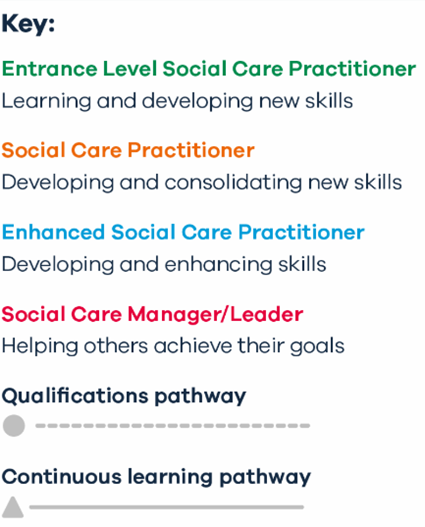 Key:
Entrance Level Social Care Practitioner
Learning and developing new skills
Social Care Practitioner
Developing and consolidating new skills
Enhanced Social Care Practitioner
Developing and enhancing skills
Social Care Manager/Leader
Helping others achieve their goals
Qualifications pathway
Continuous learning pathway